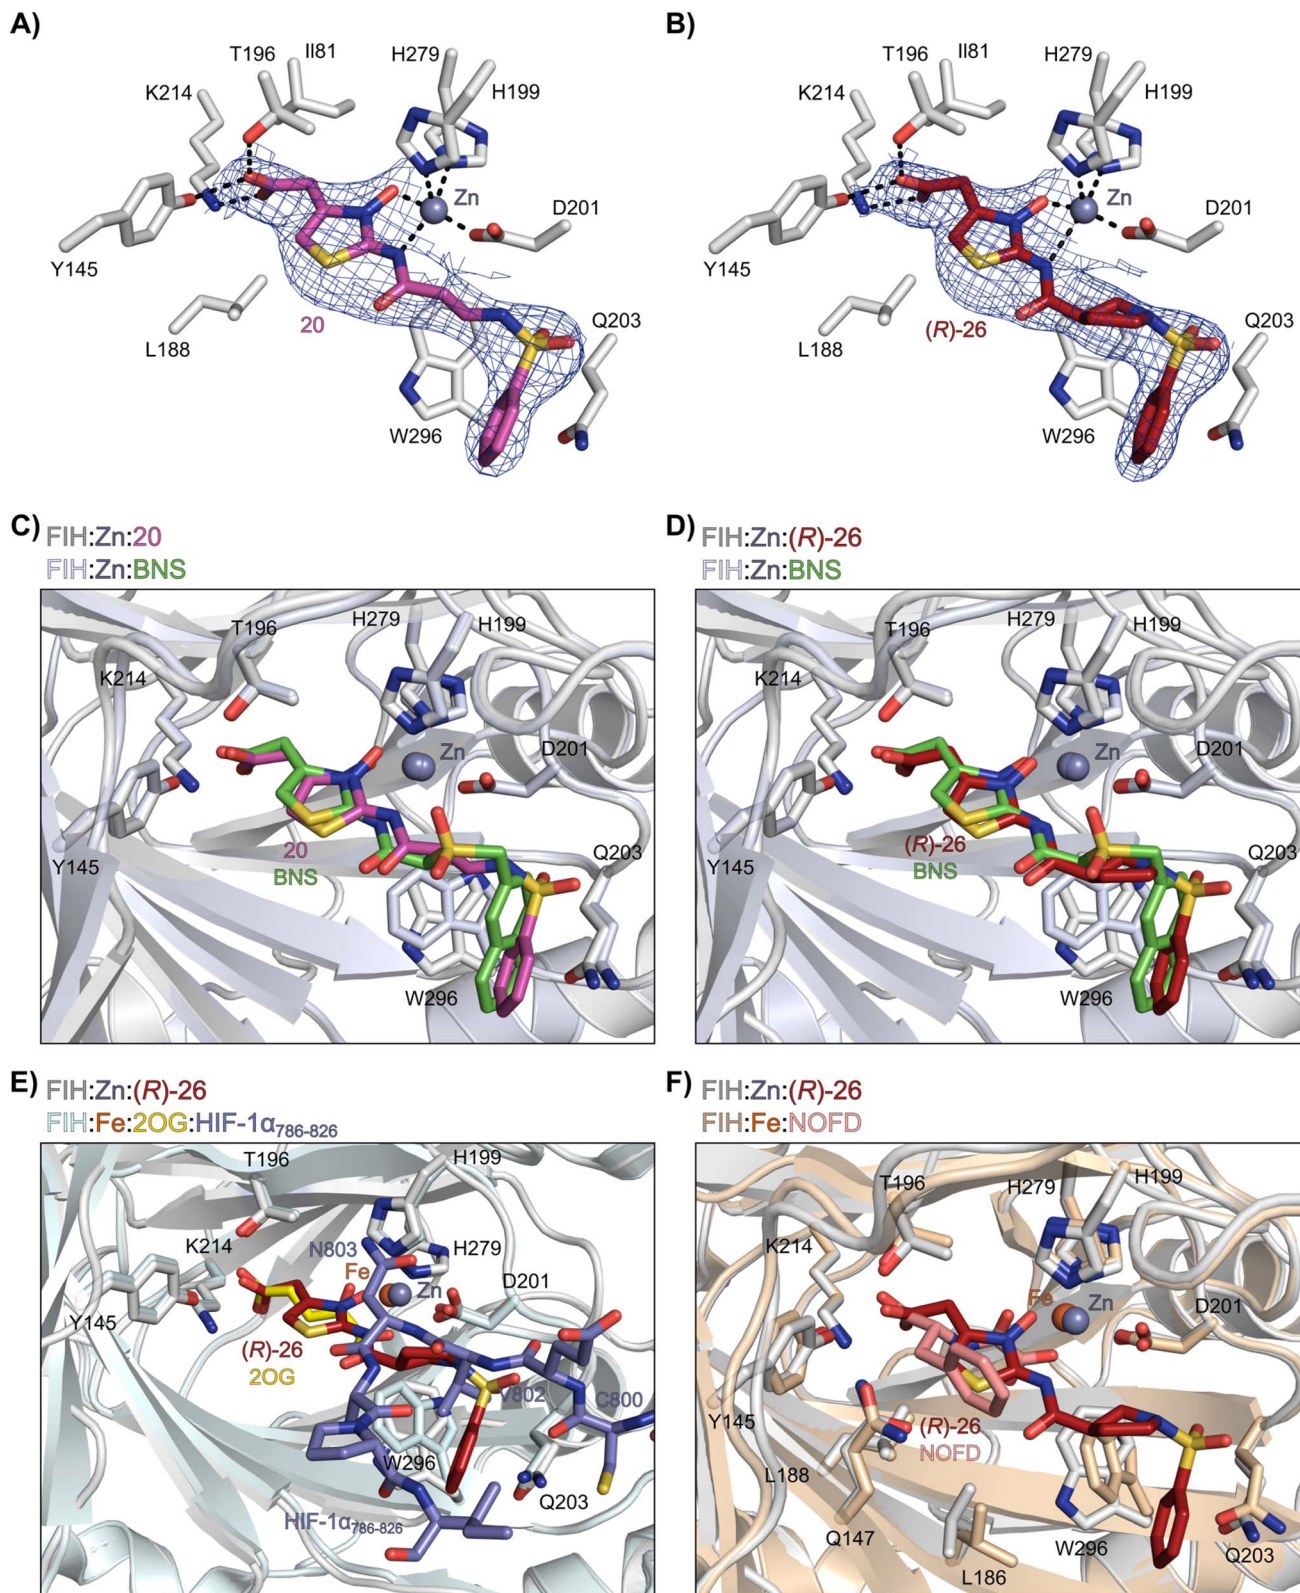 A)
T196 II81
H279
H199
K214
Zn
D201
Y145
L188
20
Q203
W296
B)
T196 II81
H279
H199
K214
Zn
D201
Y145
L188
(R)-26
Q203
W296
C)
FIH:Zn:20
FIH:Zn:BNS
T196
H279
H199
K214
Zn
D201
Y145
20
BNS
Q203
W296
D)
FIH:Zn:(R)-26
FIH:Zn:BNS
T196
H279
H199
K214
Zn
D201
Y145
(R)-26
BNS
Q203
W296
E)
FIH:Zn:(R)-26
FIH:Fe:2OG:HIF-1α786-826
T196
H199
K214
N803
H279
Fe
Zn
D201
Y145
(R)-26
2OG
V802
C800
W296
Q203
HIF-1α786-826
F)
FIH:Zn:(R)-26
FIH:Fe:NOFD
T196
H279
H199
K214
Fe
Zn
D201
Y145
(R)-26
NOFD
L188
Q147
L186
W296
Q203